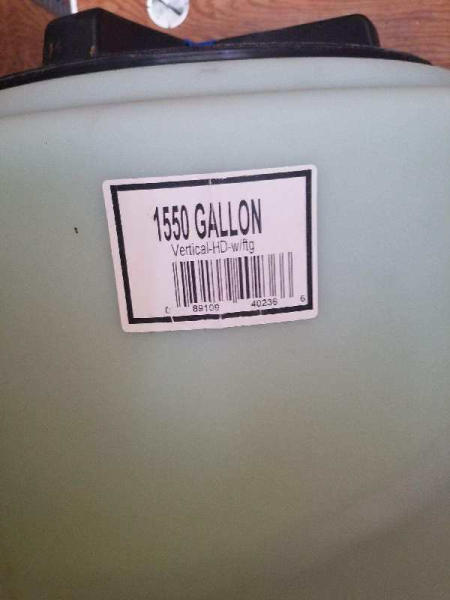 1550 GALLON
Vertical-HD-w/ftg
0 89109 40236 6